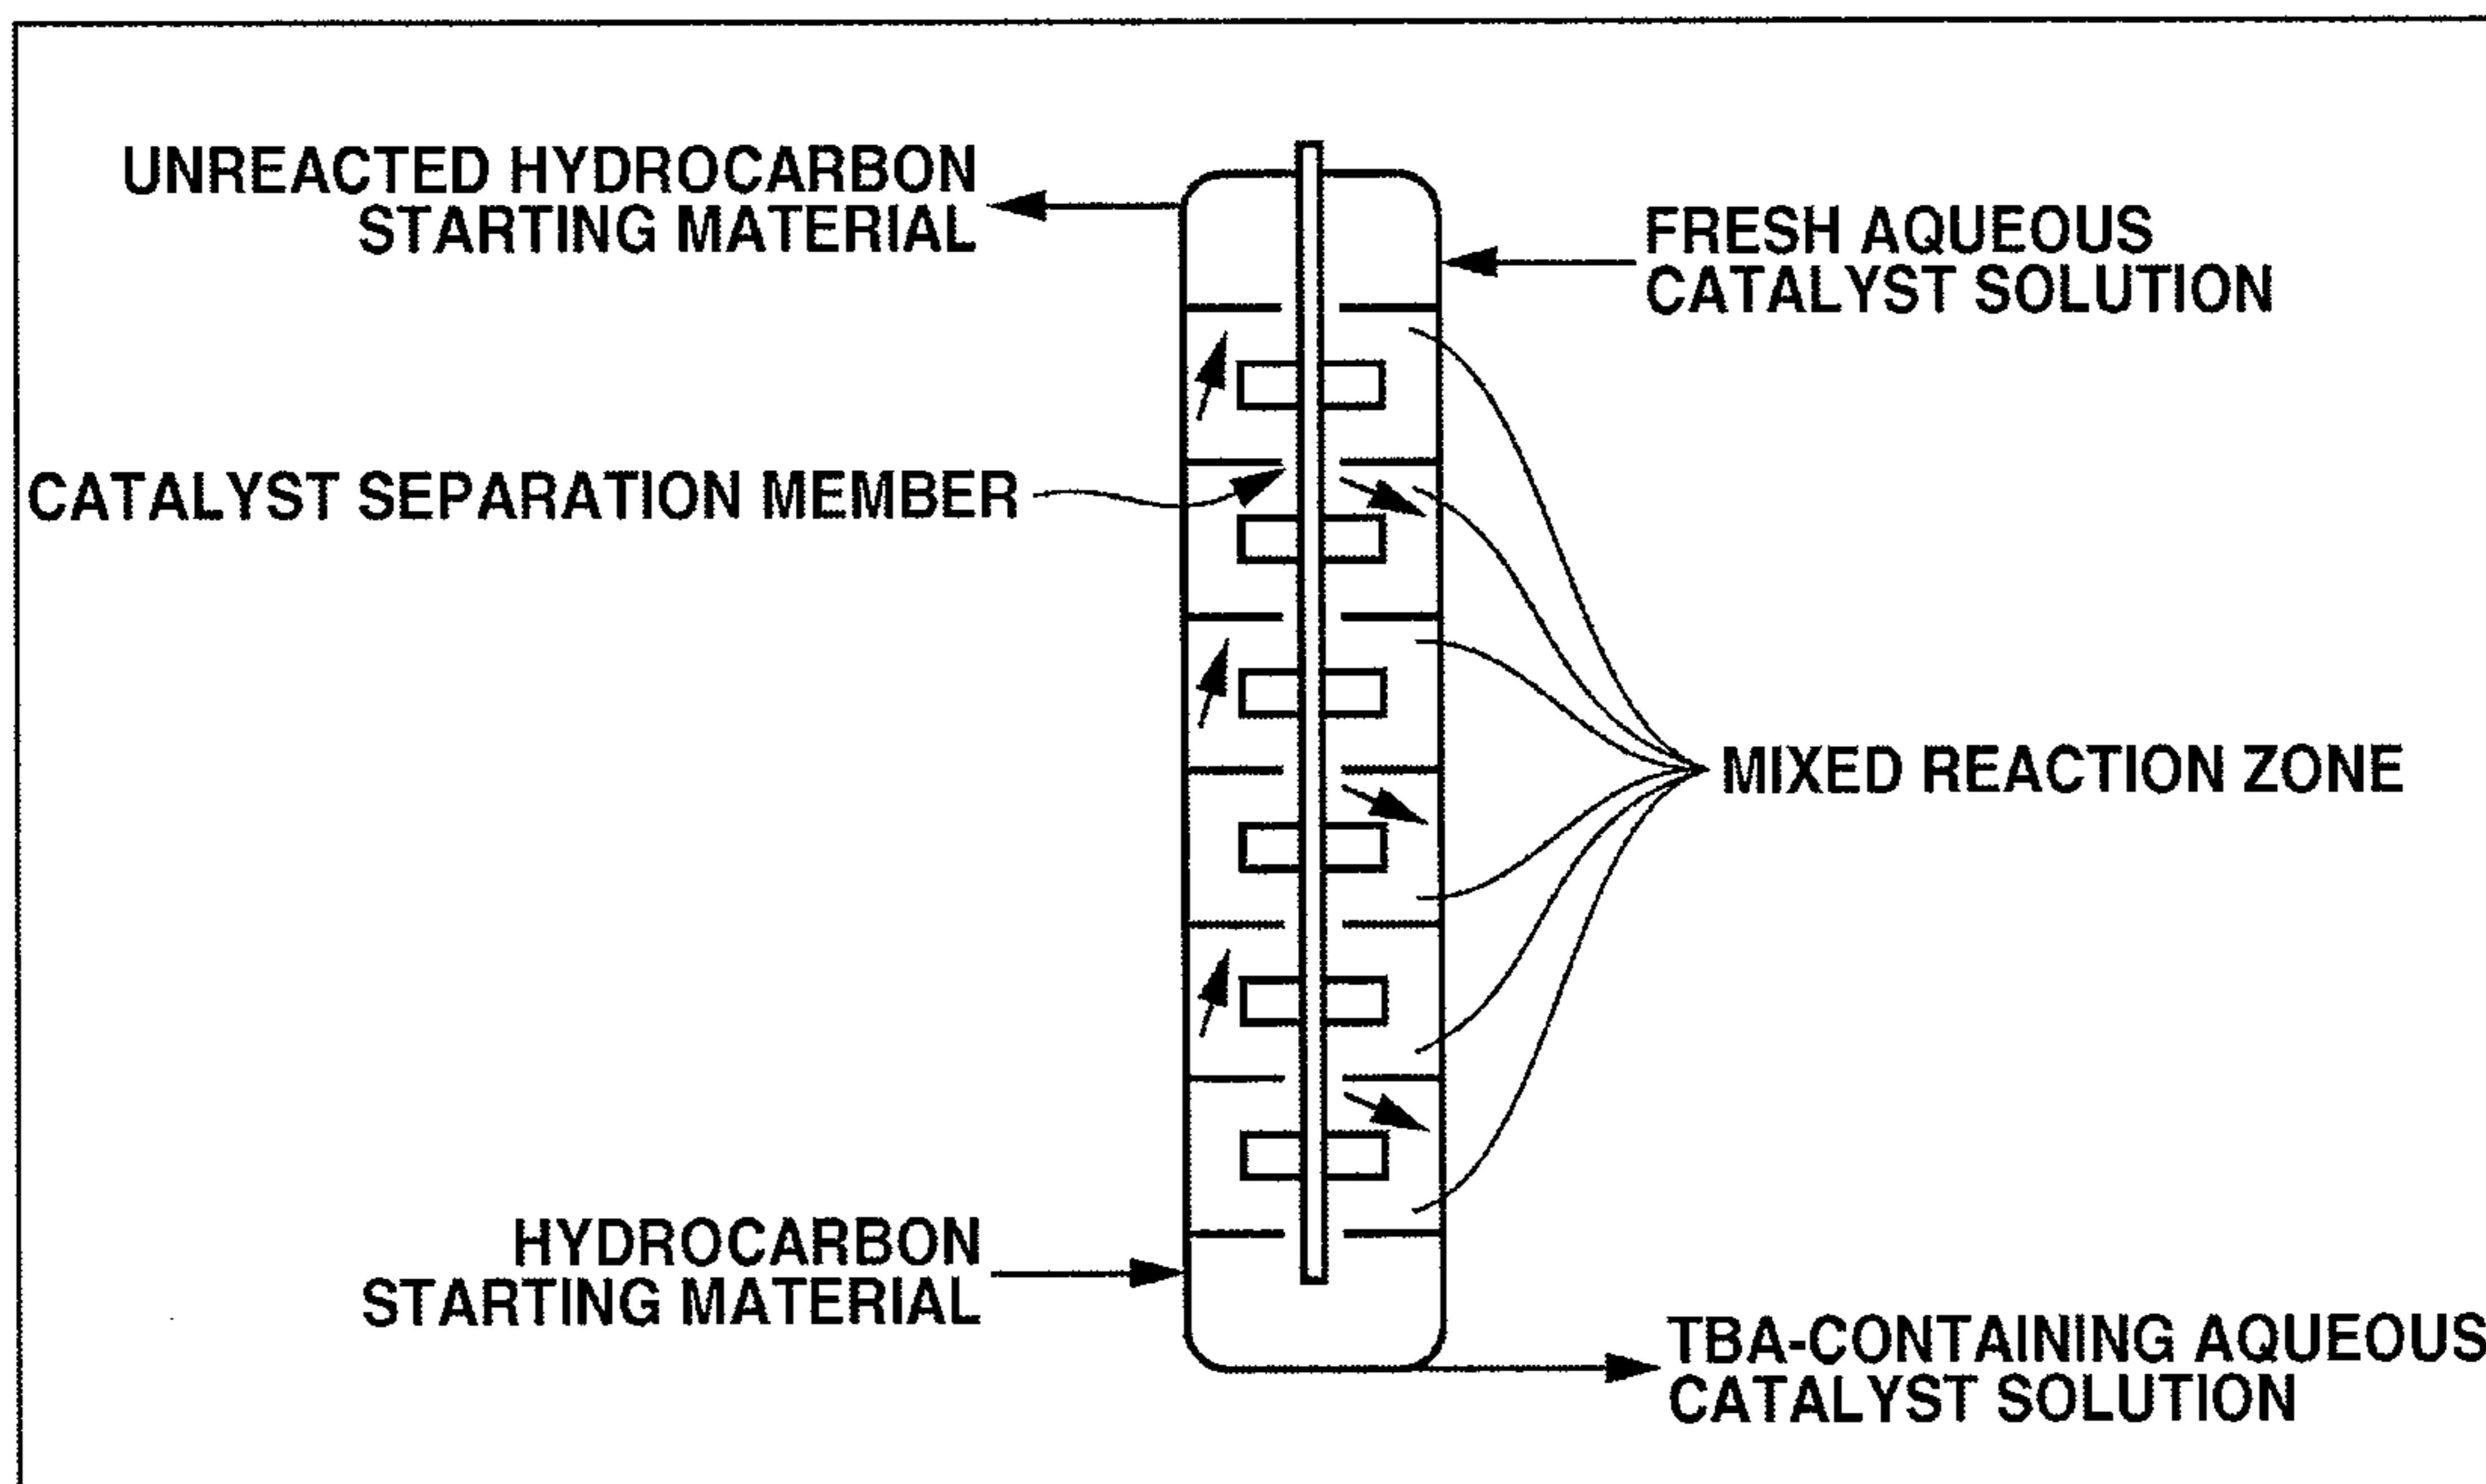 UNREACTED HYDROCARBON
STARTING MATERIAL
FRESH AQUEOUS
CATALYST SOLUTION
CATALYST SEPARATION MEMBER
MIXED REACTION ZONE
HYDROCARBON
STARTING MATERIAL
TBA-CONTAINING AQUEOUS
CATALYST SOLUTION